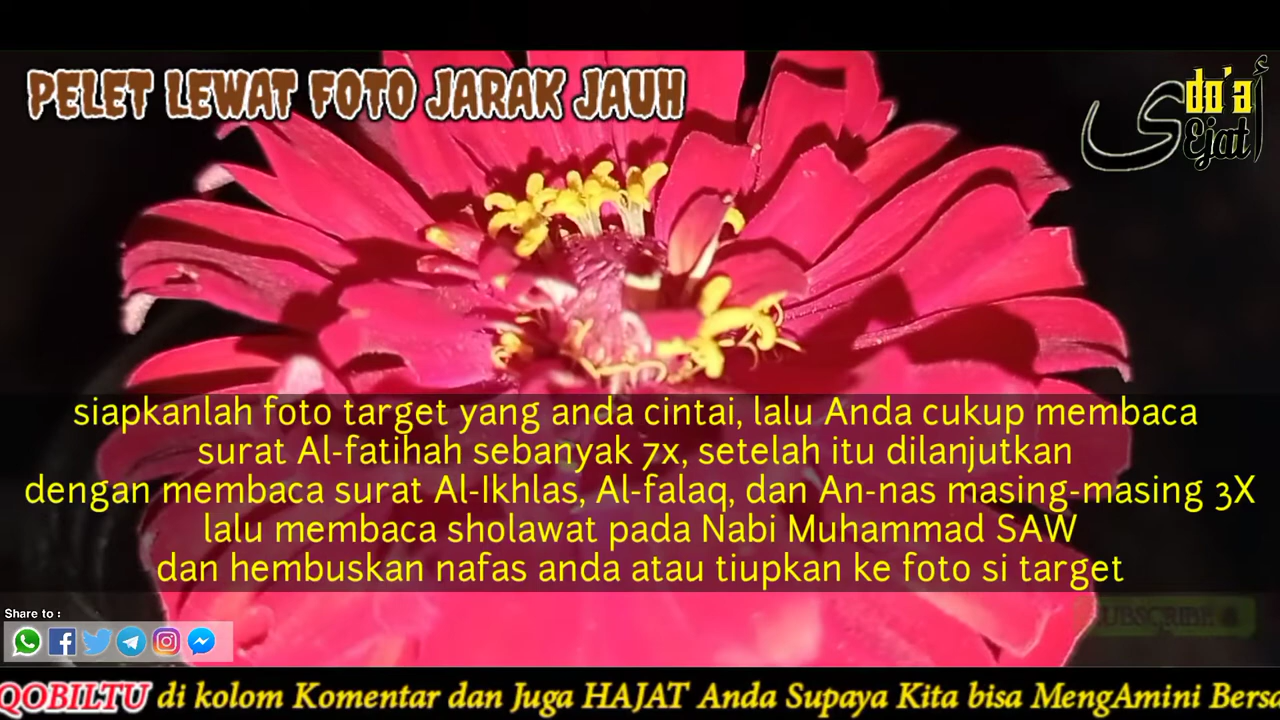 PELET LEWAT FOTO JARAK JAUH
do'a
Ejat
أ ى
siapkanlah foto target yang anda cintai, lalu Anda cukup membaca
surat Al-fatihah sebanyak 7x, setelah itu dilanjutkan
dengan membaca surat Al-Ikhlas, Al-falaq, dan An-nas masing-masing 3X
lalu membaca sholawat pada Nabi Muhammad SAW
dan hembuskan nafas anda atau tiupkan ke foto si target
Share to :
SUBSCRIBE
QOBILTU di kolom Komentar dan Juga HAJAT Anda Supaya Kita bisa MengAmini Bersa